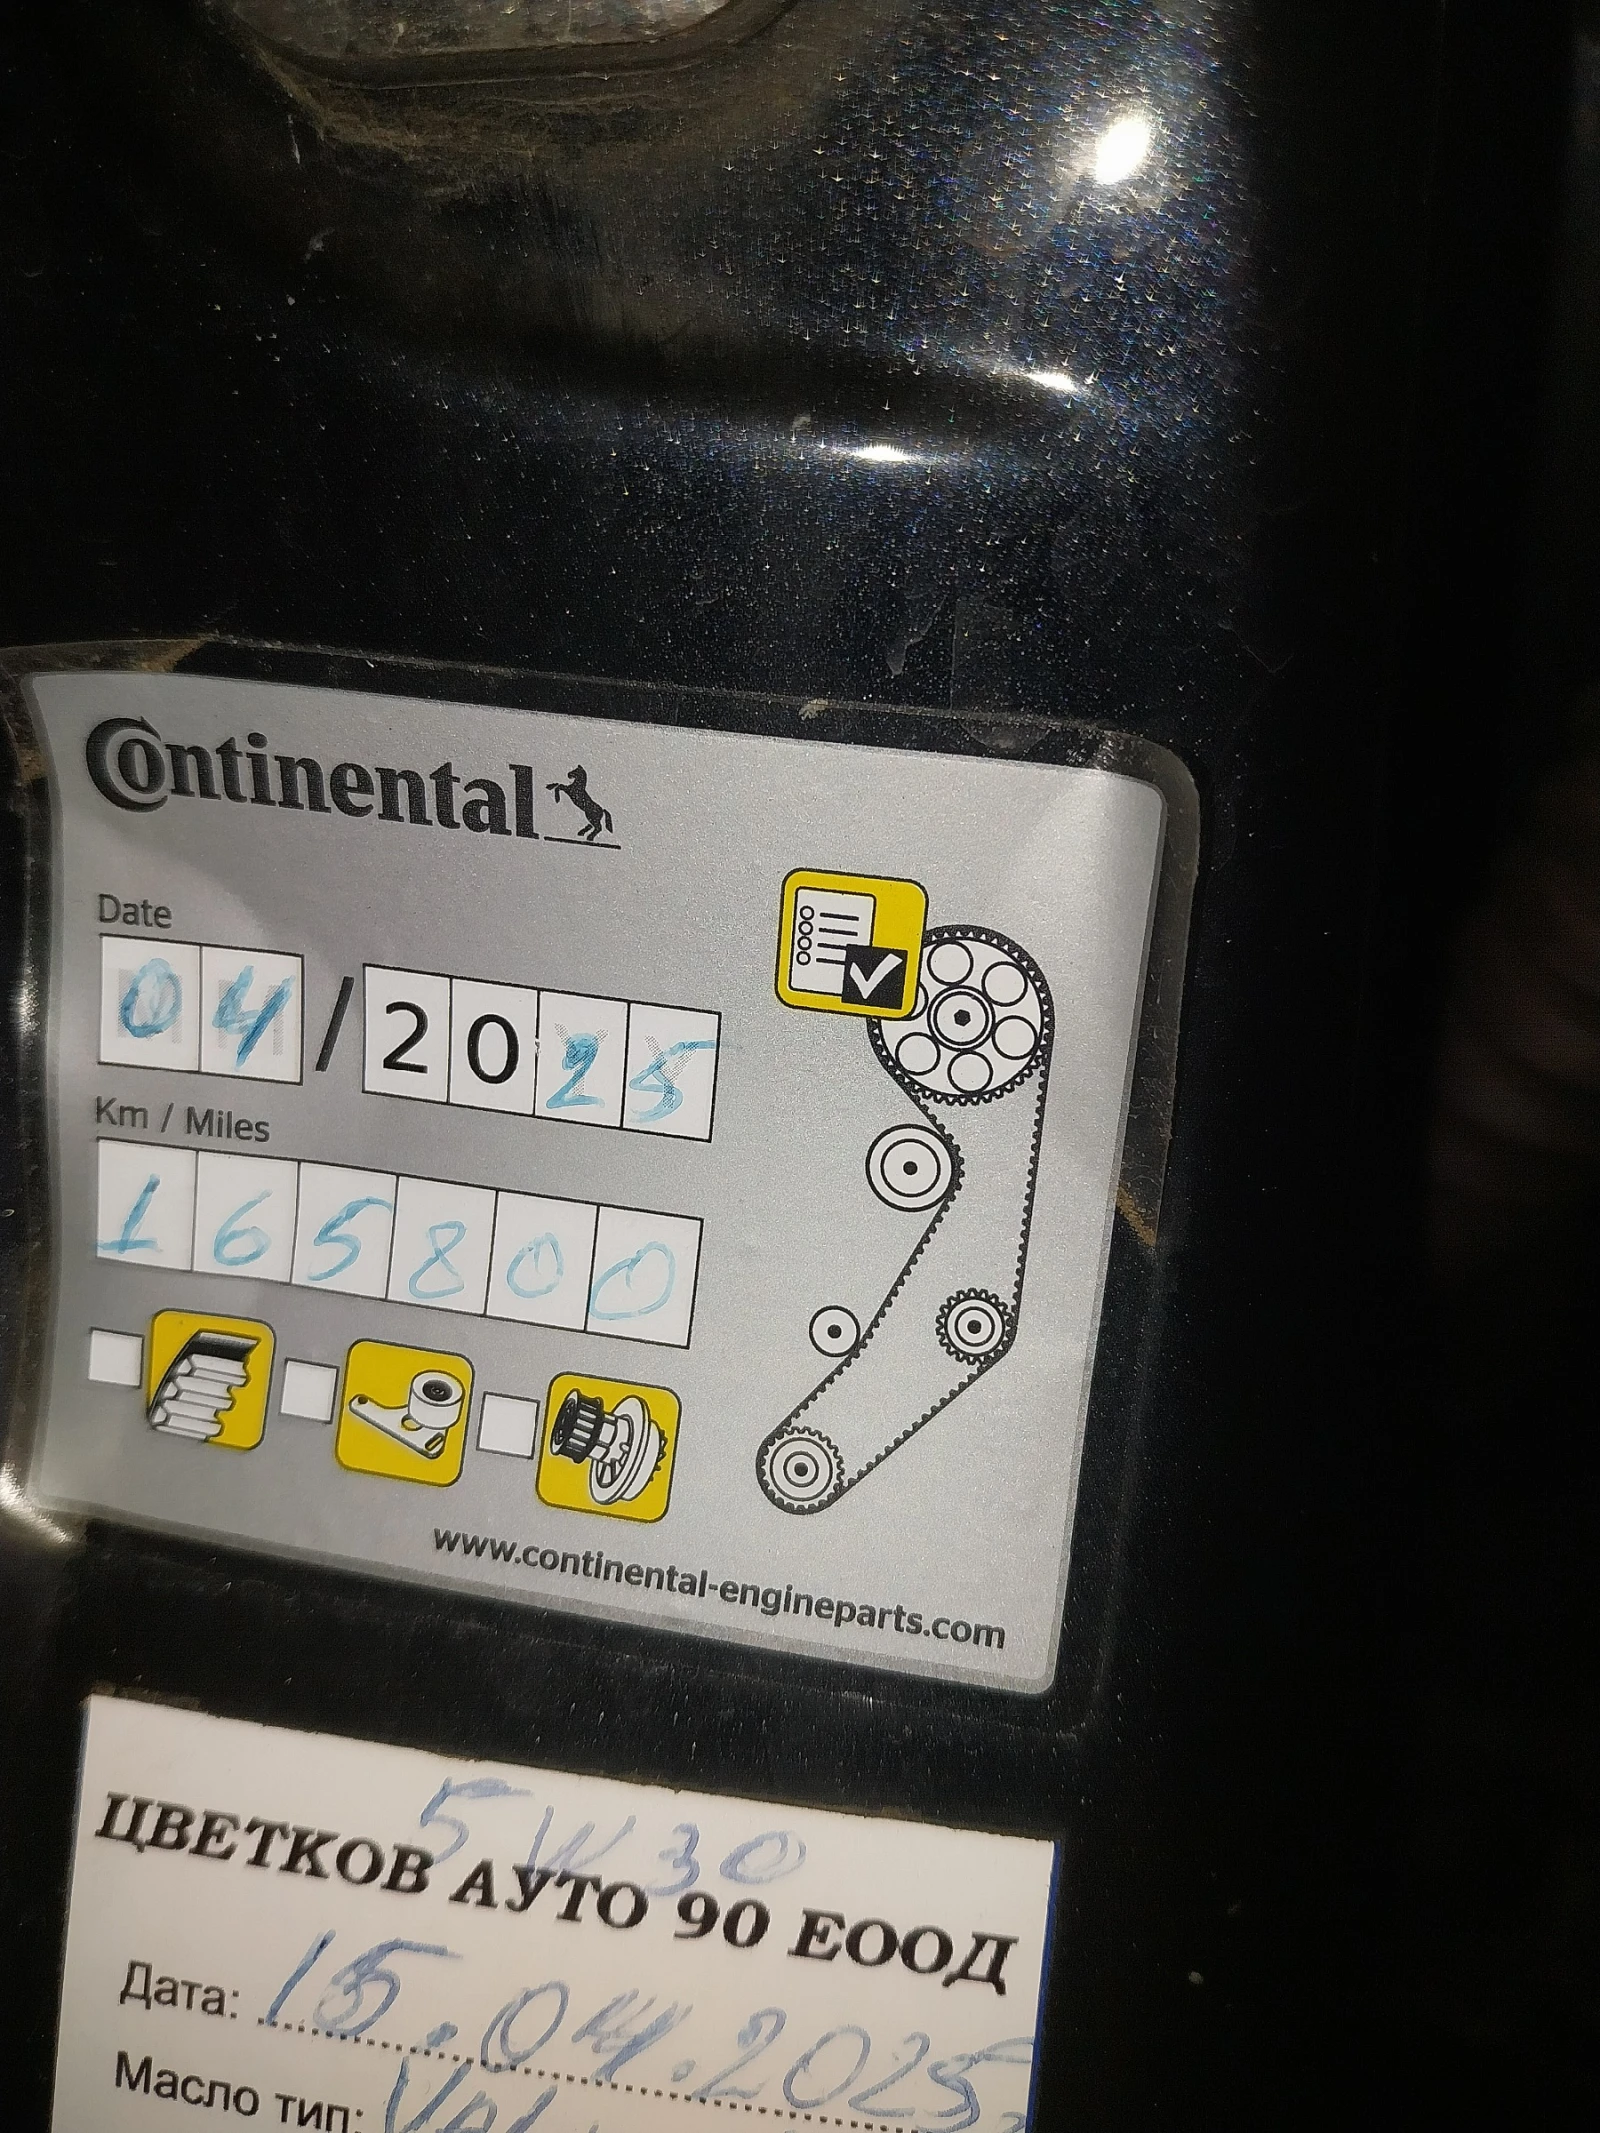 Continental
Date
04/2025
Km / Miles
165800
www.continental-engineparts.com
5W30
ЦВЕТКОВ АУТО 90 ЕООД
Дата: 15.04.2025
Масло тип: